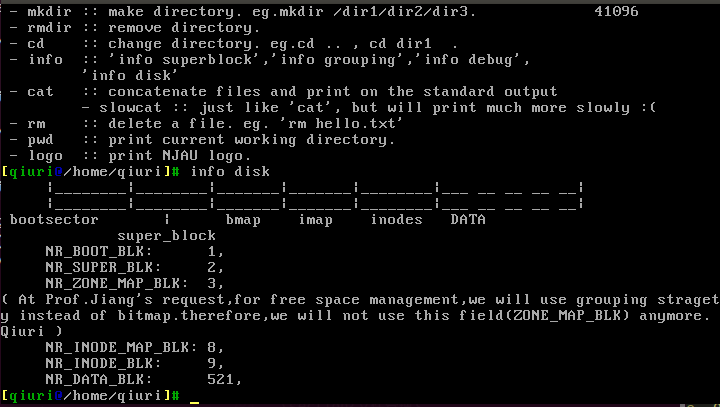 - mkdir :: make directory. eg.mkdir /dir1/dir2/dir3. 41096
- rmdir :: remove directory.
- cd :: change directory. eg.cd .. , cd dir1 .
- info :: 'info superblock','info grouping','info debug',
'info disk'
- cat :: concatenate files and print on the standard output
- slowcat :: just like 'cat', but will print much more slowly :(
- rm :: delete a file. eg. 'rm hello.txt'
- pwd :: print current working directory.
- logo :: print NJAU logo.
[qiuri@/home/qiuri]# info disk
¦________¦________¦_______¦_______¦________¦___ __ __ __ __¦
¦________¦________¦_______¦_______¦________¦___ __ __ __ __¦
bootsector ¦ bmap imap inodes DATA
super_block
NR_BOOT_BLK: 1,
NR_SUPER_BLK: 2,
NR_ZONE_MAP_BLK: 3,
( At Prof.Jiang's request,for free space management,we will use grouping straget
y instead of bitmap.therefore,we will not use this field(ZONE_MAP_BLK) anymore.
Qiuri )
NR_INODE_MAP_BLK: 8,
NR_INODE_BLK: 9,
NR_DATA_BLK: 521,
[qiuri@/home/qiuri]# _